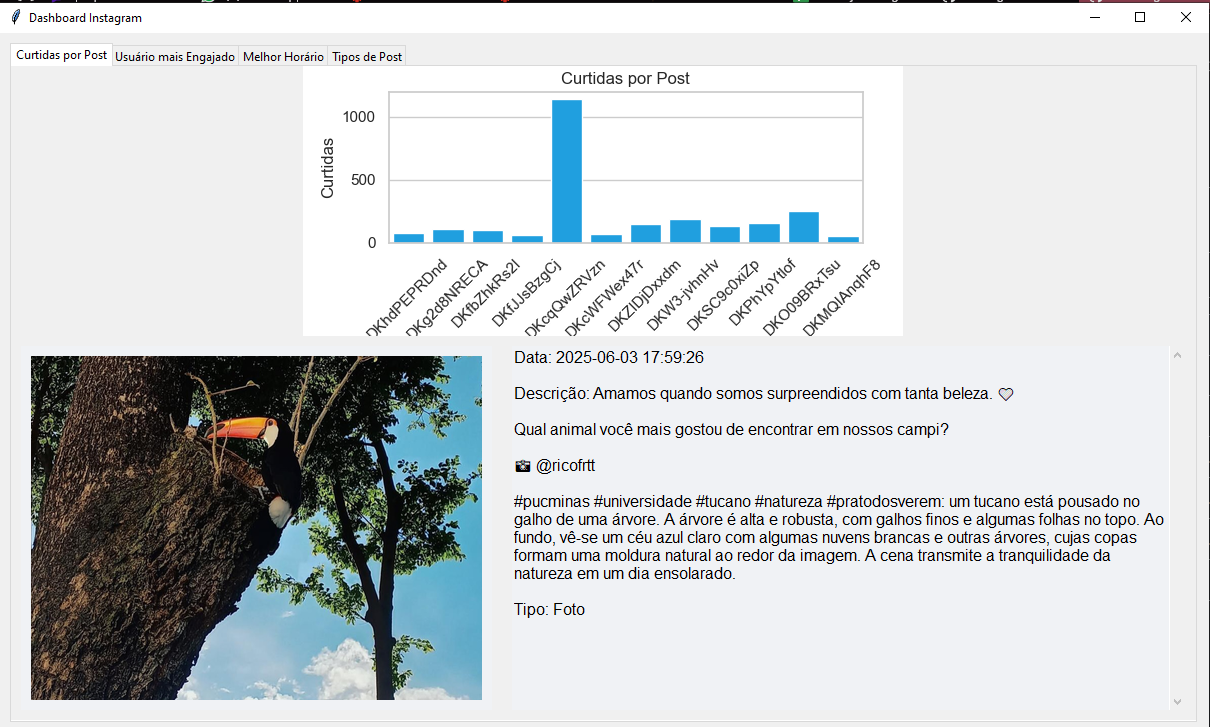 Dashboard Instagram
Curtidas por Post
Usuário mais Engajado
Melhor Horário
Tipos de Post
Curtidas por Post
Curtidas
1000
500
0
DKhdPEPRDnd
DKg2d8NRECA
DKfbZhkRs2I
DKfJJsBzgCj
DKcqQwZRVzn
DKcWFWex47r
DKZIDjDxxdm
DKW3-jvhnHv
DKSC9c0xiZp
DKPhYpYtlof
DKO09BRxTsu
DKMQIAnqhF8
Data: 2025-06-03 17:59:26
Descrição: Amamos quando somos surpreendidos com tanta beleza. 🤍
Qual animal você mais gostou de encontrar em nossos campi?
📸 @ricofrtt
#pucminas #universidade #tucano #natureza #pratodosverem: um tucano está pousado no
galho de uma árvore. A árvore é alta e robusta, com galhos finos e algumas folhas no topo. Ao
fundo, vê-se um céu azul claro com algumas nuvens brancas e outras árvores, cujas copas
formam uma moldura natural ao redor da imagem. A cena transmite a tranquilidade da
natureza em um dia ensolarado.
Tipo: Foto